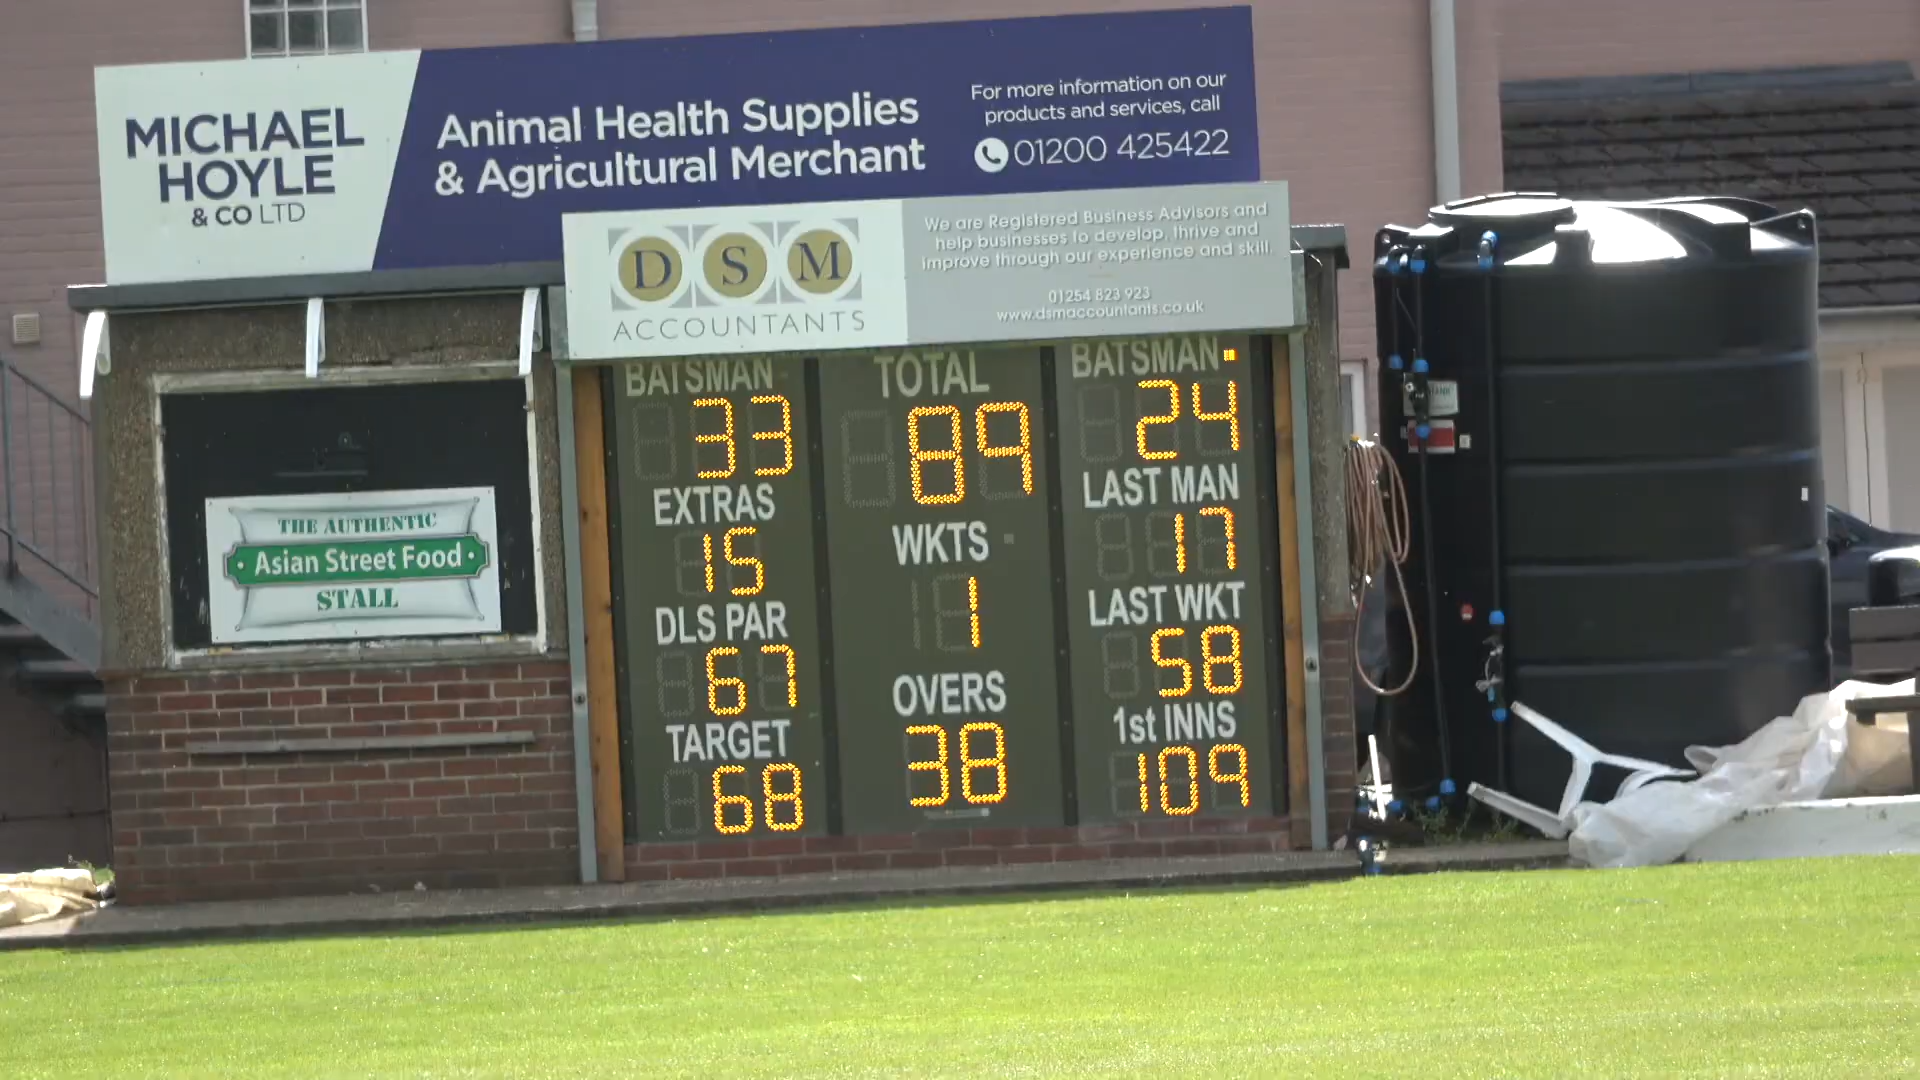 MICHAEL
HOYLE
& CO LTD
Animal Health Supplies
& Agricultural Merchant
For more information on our
products and services, call
01200 425422
D S M
ACCOUNTANTS
We are Registered Business Advisors and
help businesses to develop, thrive and
improve through our experience and skill.
01254 823 923
www.dsmaccountants.co.uk
THE AUTHENTIC
Asian Street Food
STALL
BATSMAN
33
EXTRAS
15
DLS PAR
67
TARGET
68
TOTAL
89
WKTS
1
OVERS
38
BATSMAN
24
LAST MAN
17
LAST WKT
58
1st INNS
109